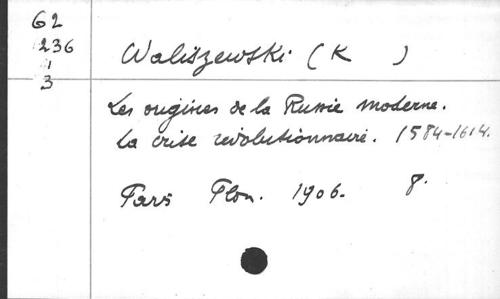 62
236
1
3
Waliszewski (K )
Les origines de la Russie moderne.
La crise révolutionnaire. 1584-1614.
Paris Plon. 1906. 8.